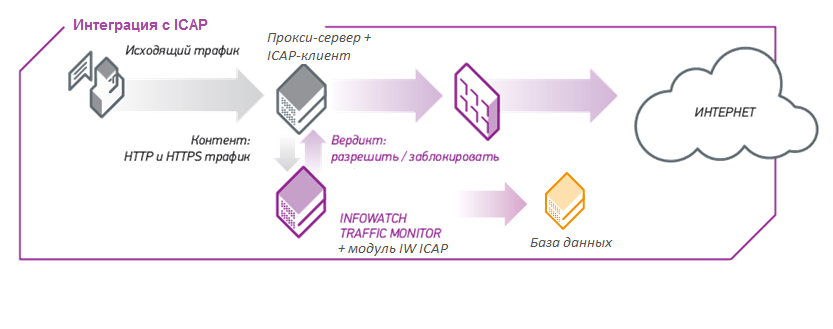 Интеграция с ICAP
Исходящий трафик
Прокси-сервер +
ICAP-клиент
ИНТЕРНЕТ
Контент:
HTTP и HTTPS трафик
Вердикт:
разрешить / заблокировать
INFOWATCH
TRAFFIC MONITOR
+ модуль IW ICAP
База данных